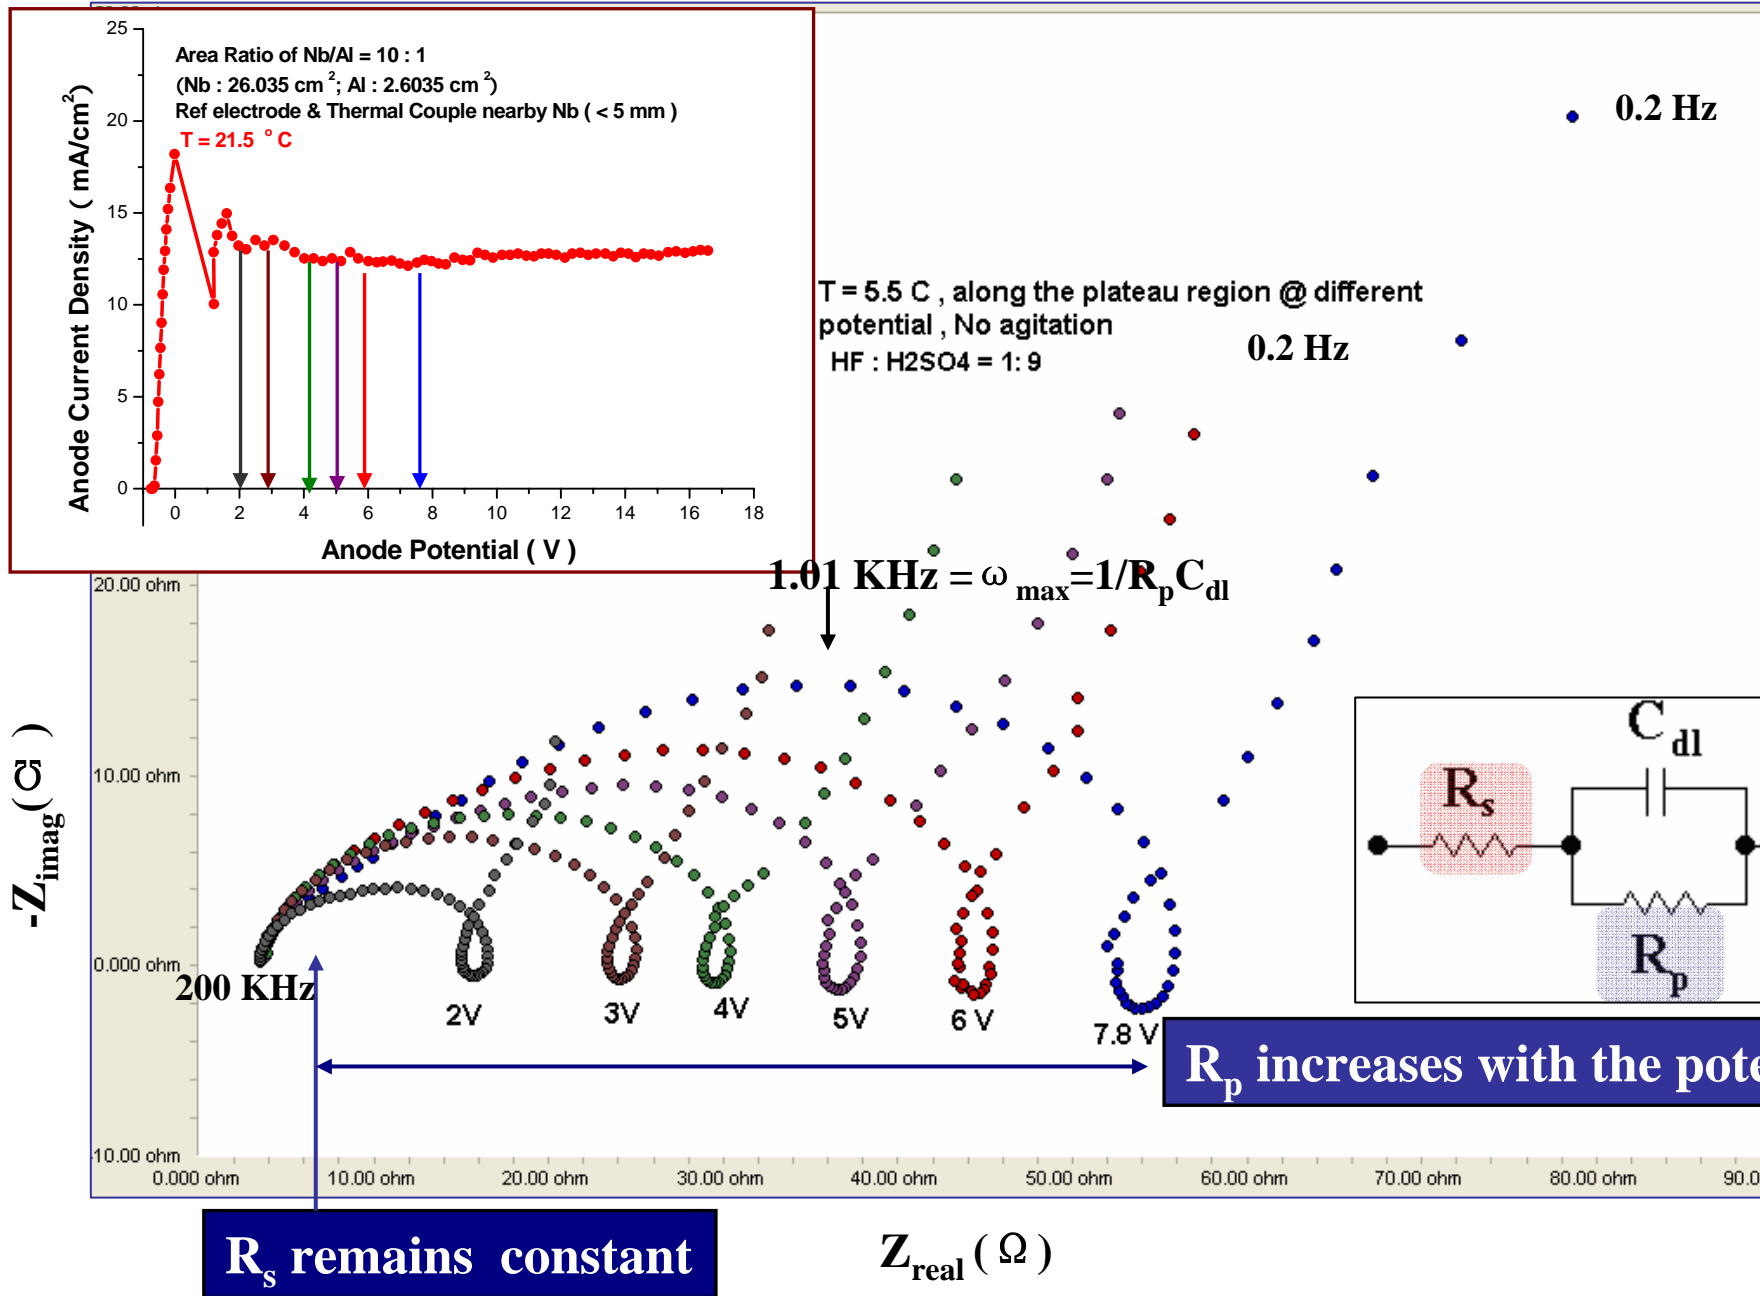 Area Ratio of Nb/Al = 10 : 1
(Nb : 26.035 cm 2; Al : 2.6035 cm 2)
Ref electrode & Thermal Couple nearby Nb ( < 5 mm )
T = 21.5 ° C
Anode Current Density ( mA/cm2)
25
20
15
10
5
0
0 2 4 6 8 10 12 14 16 18
Anode Potential ( V )
0.2 Hz
T = 5.5 C , along the plateau region @ different
potential , No agitation
HF : H2SO4 = 1: 9
0.2 Hz
1.01 KHz = ω max=1/RpCdl
20.00 ohm
10.00 ohm
0.000 ohm
-Zimag(Ω)
200 KHz
2V
3V
4V
5V
6 V
7.8 V
Cdl
Rs
Rp
Rp increases with the pote
10.00 ohm
0.000 ohm 10.00 ohm 20.00 ohm 30.00 ohm 40.00 ohm 50.00 ohm 60.00 ohm 70.00 ohm 80.00 ohm 90.0
Rs remains constant
Zreal ( Ω )